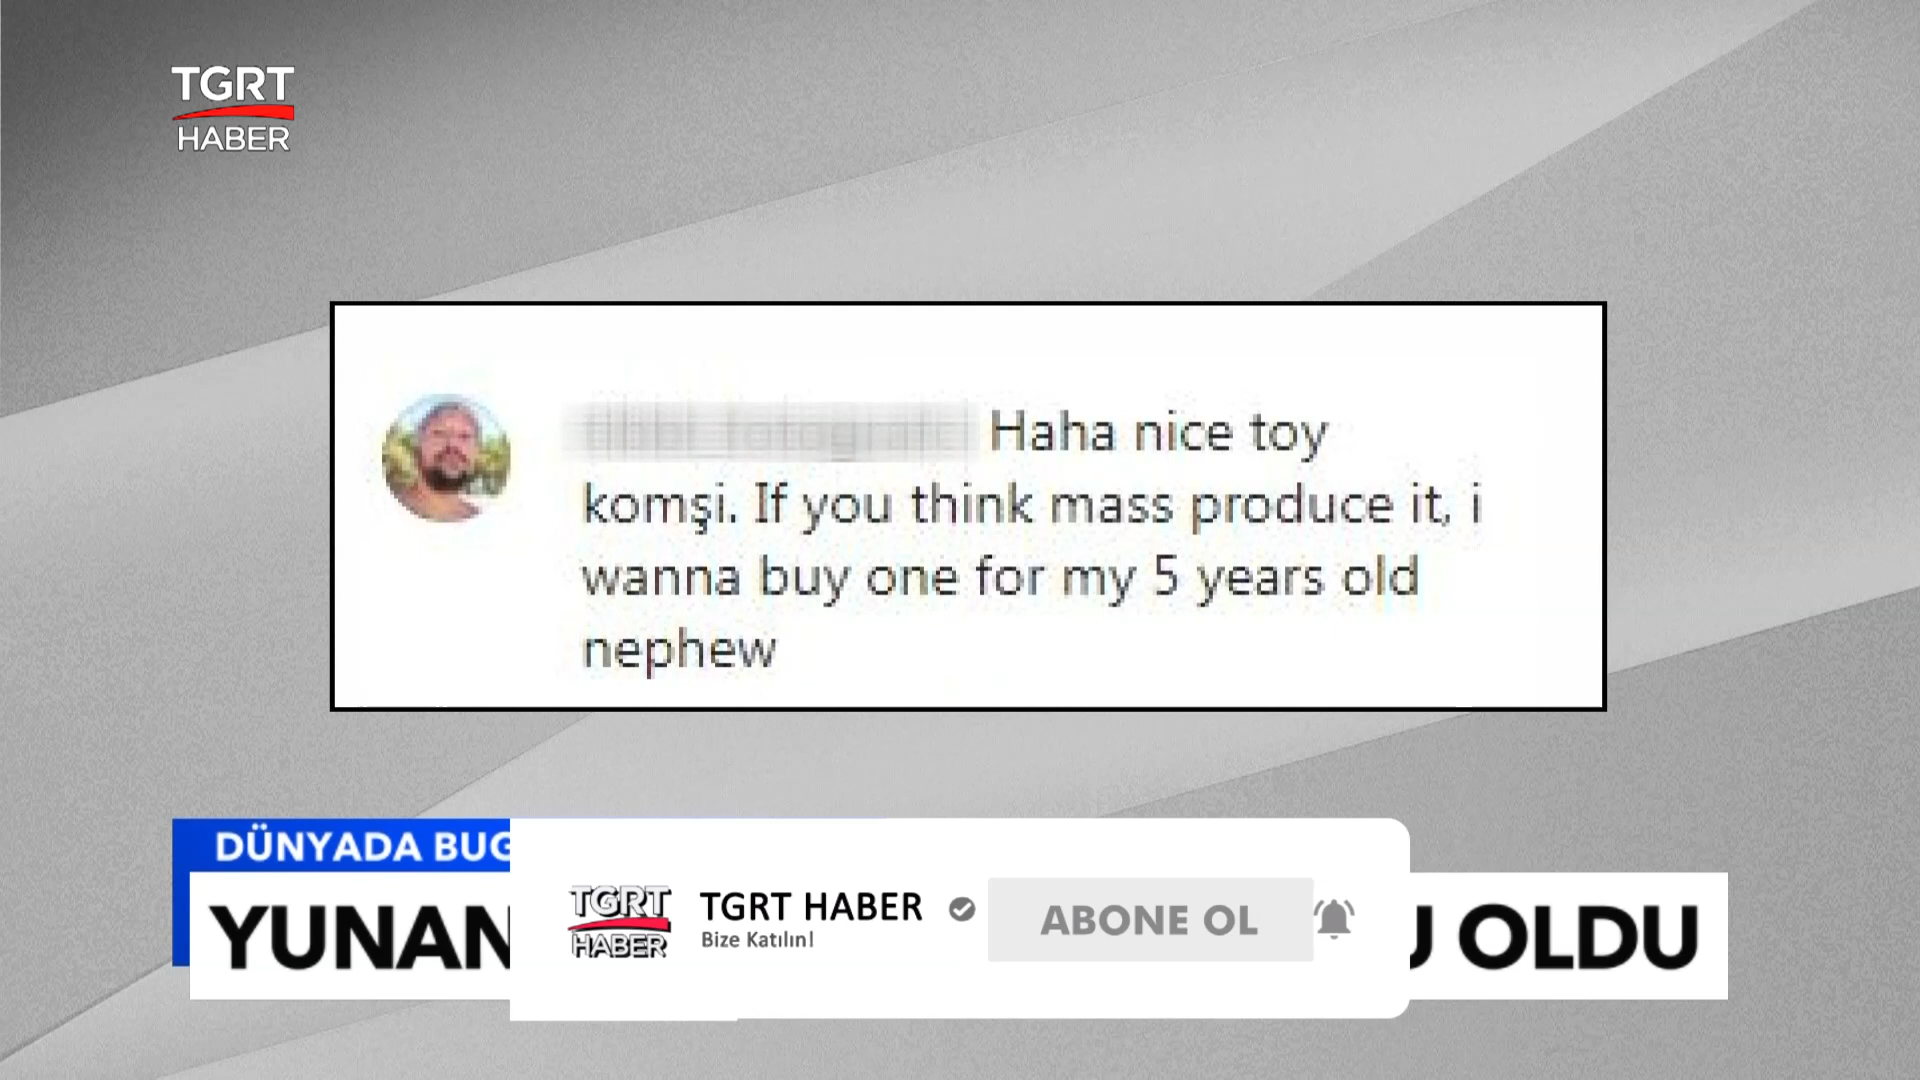 TGRT
HABER
Haha nice toy
komşi. If you think mass produce it, i
wanna buy one for my 5 years old
nephew
DÜNYADA BUG
YUNAN
OLDU
TGRT
HABER
TGRT HABER
Bize Katılın!
ABONE OL